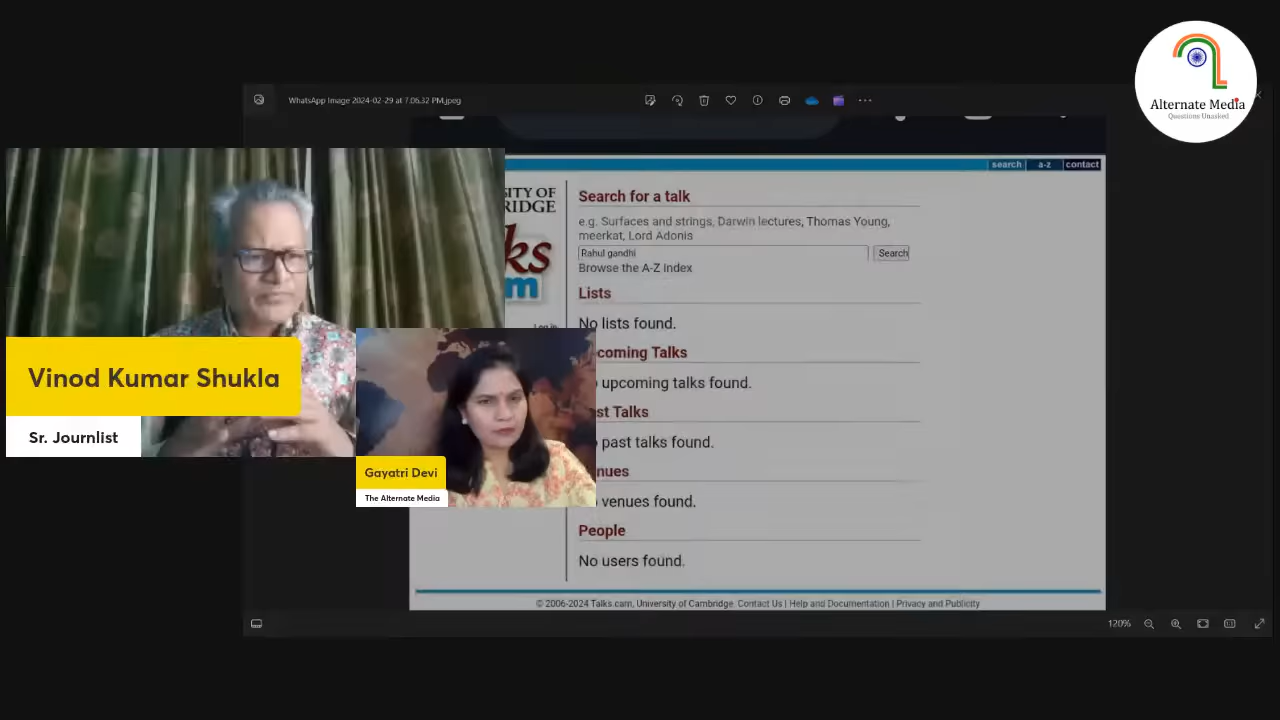 Alternate Media
Questions Unasked
WhatsApp Image 2024-02-29 at 7.06.32 PM.jpeg
search
a-z
contact
Search for a talk
e.g. Surfaces and strings, Darwin lectures, Thomas Young,
meerkat, Lord Adonis
Rahul gandhi
Search
Browse the A-Z Index
Lists
No lists found.
Upcoming Talks
upcoming talks found.
Past Talks
past talks found.
venues found.
People
No users found.
© 2006-2024 Talks.cam, University of Cambridge. Contact Us | Help and Documentation | Privacy and Publicity
120%
Vinod Kumar Shukla
Sr. Journlist
Gayatri Devi
The Alternate Media